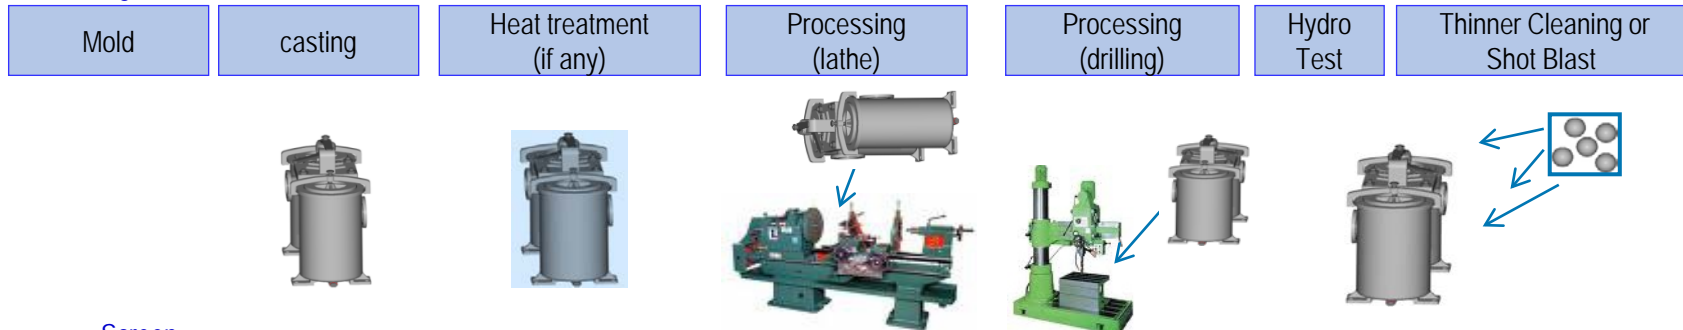 Mold
casting
Heat treatment
(if any)
Processing
(lathe)
Processing
(drilling)
Hydro
Test
Thinner Cleaning or
Shot Blast